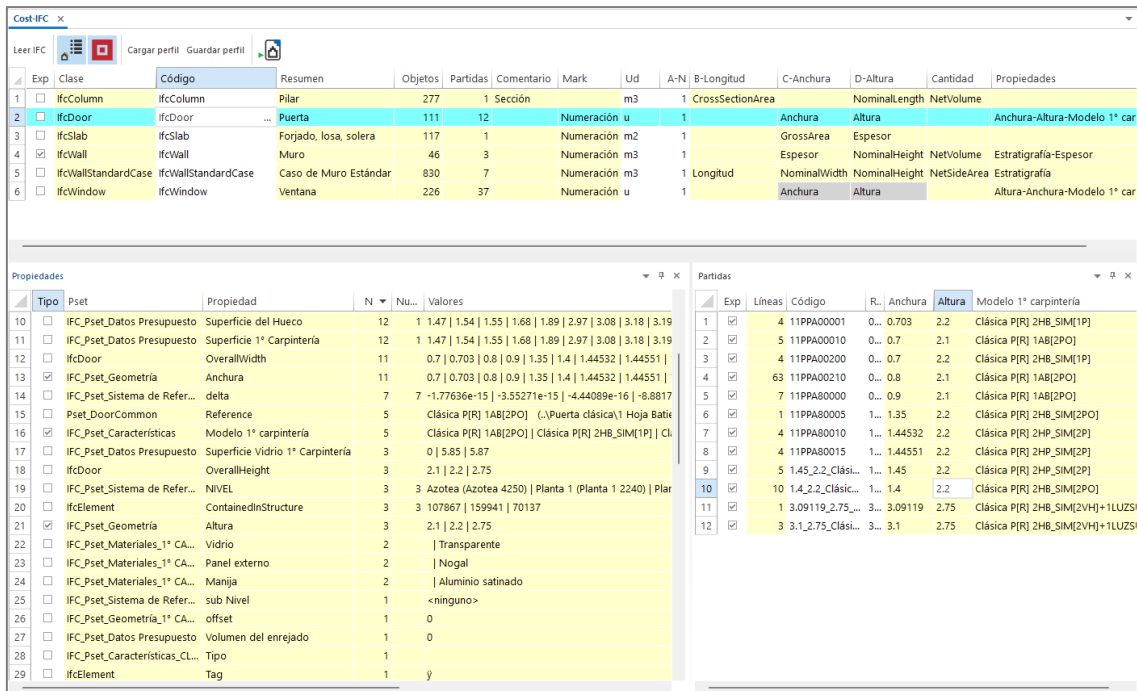 Cost-IFC ×
Leer IFC Cargar perfil Guardar perfil
Exp Clase Código Resumen Objetos Partidas Comentario Mark Ud A-N B-Longitud C-Anchura D-Altura Cantidad Propiedades
1 IfcColumn IfcColumn Pilar 277 1 Sección m3 1 CrossSectionArea NominalLength NetVolume
2 IfcDoor IfcDoor ... Puerta 111 12 Numeración u 1 Anchura Altura Anchura-Altura-Modelo 1° car
3 IfcSlab IfcSlab Forjado, losa, solera 117 1 Numeración m2 1 GrossArea Espesor
4 IfcWall IfcWall Muro 46 3 Numeración m3 1 Espesor NominalHeight NetVolume Estratigrafía-Espesor
5 IfcWallStandardCase IfcWallStandardCase Caso de Muro Estándar 830 7 Numeración m3 1 Longitud NominalWidth NominalHeight NetSideArea Estratigrafía
6 IfcWindow IfcWindow Ventana 226 37 Numeración u 1 Anchura Altura Altura-Anchura-Modelo 1° car
Propiedades
Tipo Pset Propiedad N Nu... Valores
10 IFC_Pset_Datos Presupuesto Superficie del Hueco 12 1 1.47 | 1.54 | 1.55 | 1.68 | 1.89 | 2.97 | 3.08 | 3.18 | 3.19
11 IFC_Pset_Datos Presupuesto Superficie 1° Carpintería 12 1 1.47 | 1.54 | 1.55 | 1.68 | 1.89 | 2.97 | 3.08 | 3.18 | 3.19
12 IfcDoor OverallWidth 11 0.7 | 0.703 | 0.8 | 0.9 | 1.35 | 1.4 | 1.44532 | 1.44551 |
13 IFC_Pset_Geometría Anchura 11 0.7 | 0.703 | 0.8 | 0.9 | 1.35 | 1.4 | 1.44532 | 1.44551 |
14 IFC_Pset_Sistema de Refer... delta 7 7 -1.77636e-15 | -3.55271e-15 | -4.44089e-16 | -8.8817
15 Pset_DoorCommon Reference 5 Clásica P[R] 1AB[2PO] (..\Puerta clásica\1 Hoja Batie
16 IFC_Pset_Características Modelo 1° carpintería 5 Clásica P[R] 1AB[2PO] | Clásica P[R] 2HB_SIM[1P] | Cl
17 IFC_Pset_Datos Presupuesto Superficie Vidrio 1° Carpintería 3 0 | 5.85 | 5.87
18 IfcDoor OverallHeight 3 2.1 | 2.2 | 2.75
19 IFC_Pset_Sistema de Refer... NIVEL 3 3 Azotea (Azotea 4250) | Planta 1 (Planta 1 2240) | Plar
20 IfcElement ContainedInStructure 3 3 107867 | 159941 | 70137
21 IFC_Pset_Geometría Altura 3 2.1 | 2.2 | 2.75
22 IFC_Pset_Materiales_1° CA... Vidrio 2 | Transparente
23 IFC_Pset_Materiales_1° CA... Panel externo 2 | Nogal
24 IFC_Pset_Materiales_1° CA... Manija 2 | Aluminio satinado
25 IFC_Pset_Sistema de Refer... sub Nivel 1 <ninguno>
26 IFC_Pset_Geometría_1° CA... offset 1 0
27 IFC_Pset_Datos Presupuesto Volumen del enrejado 1 0
28 IFC_Pset_Características_CL... Tipo 1
29 IfcElement Tag 1 ÿ
Partidas
Exp Líneas Código R.. Anchura Altura Modelo 1° carpintería
1 4 11PPA00001 0... 0.703 2.2 Clásica P[R] 2HB_SIM[1P]
2 5 11PPA00010 0... 0.7 2.1 Clásica P[R] 1AB[2PO]
3 4 11PPA00200 0... 0.7 2.2 Clásica P[R] 2HB_SIM[1P]
4 63 11PPA00210 0... 0.8 2.1 Clásica P[R] 1AB[2PO]
5 7 11PPA80000 0... 0.9 2.1 Clásica P[R] 1AB[2PO]
6 1 11PPA80005 1... 1.35 2.2 Clásica P[R] 2HB_SIM[2PO]
7 4 11PPA80010 1... 1.44532 2.2 Clásica P[R] 2HP_SIM[2P]
8 4 11PPA80015 1... 1.44551 2.2 Clásica P[R] 2HP_SIM[2P]
9 5 1.45_2.2_Clási... 1... 1.45 2.2 Clásica P[R] 2HP_SIM[2P]
10 10 1.4_2.2_Clásic... 1... 1.4 2.2 Clásica P[R] 2HB_SIM[2PO]
11 1 3.09119_2.75_... 3... 3.09119 2.75 Clásica P[R] 2HB_SIM[2VH]+1LUZSU
12 3 3.1_2.75_Clási... 3... 3.1 2.75 Clásica P[R] 2HB_SIM[2VH]+1LUZSU